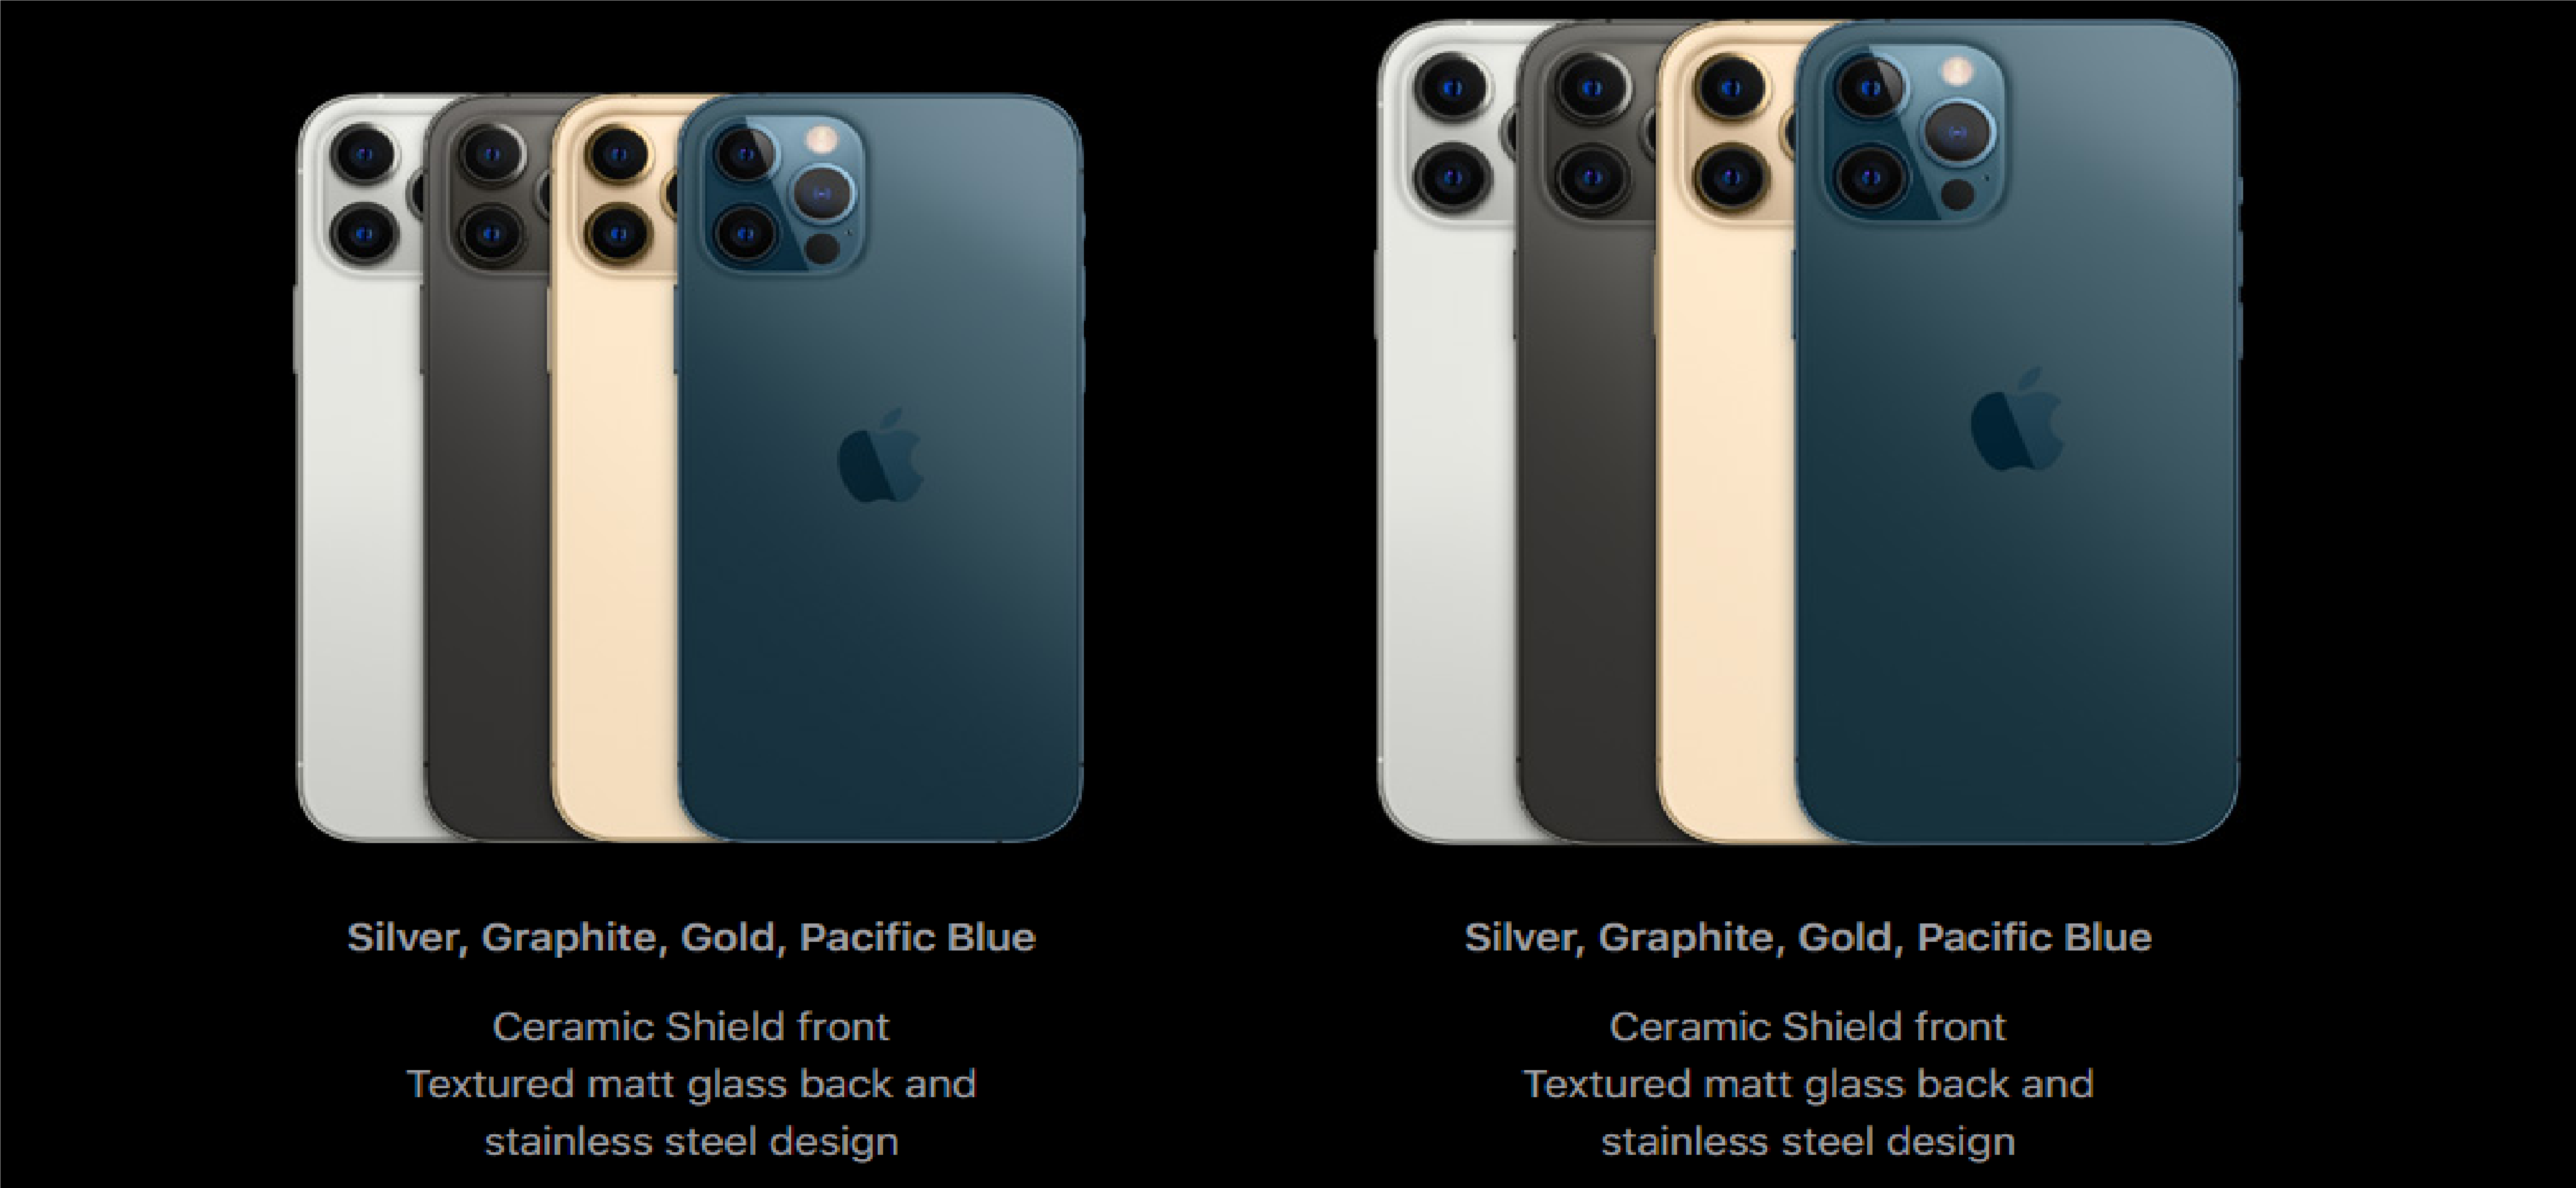 Silver, Graphite, Gold, Pacific Blue
Ceramic Shield front
Textured matt glass back and
stainless steel design
Silver, Graphite, Gold, Pacific Blue
Ceramic Shield front
Textured matt glass back and
stainless steel design